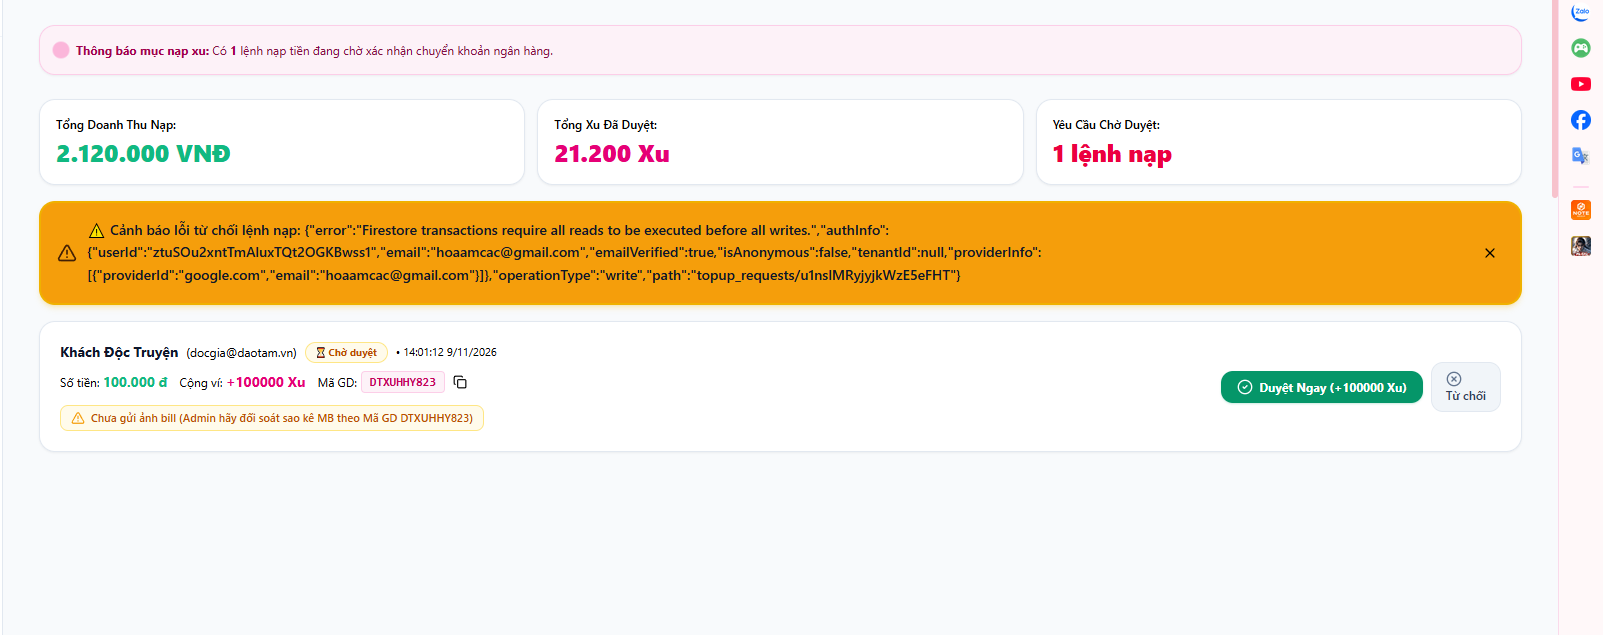 Thông báo mục nạp xu: Có 1 lệnh nạp tiền đang chờ xác nhận chuyển khoản ngân hàng.
Tổng Doanh Thu Nạp:
2.120.000 VNĐ
Tổng Xu Đã Duyệt:
21.200 Xu
Yêu Cầu Chờ Duyệt:
1 lệnh nạp
Cảnh báo lỗi từ chối lệnh nạp: {"error":"Firestore transactions require all reads to be executed before all writes.","authInfo":
{"userId":"ztuSOu2xntTmAluxTQt2OGKBwss1","email":"hoaamcac@gmail.com","emailVerified":true,"isAnonymous":false,"tenantId":null,"providerInfo":
[{"providerId":"google.com","email":"hoaamcac@gmail.com"}]},"operationType":"write","path":"topup_requests/u1nsIMRyjyjkWzE5eFHT"}
Khách Độc Truyện (docgia@daotam.vn) Chờ duyệt • 14:01:12 9/11/2026
Số tiền: 100.000 đ Cộng ví: +100000 Xu Mã GD: DTXUHHY823
Chưa gửi ảnh bill (Admin hãy đối soát sao kê MB theo Mã GD DTXUHHY823)
Duyệt Ngay (+100000 Xu)
Từ chối
Zalo
NOTE